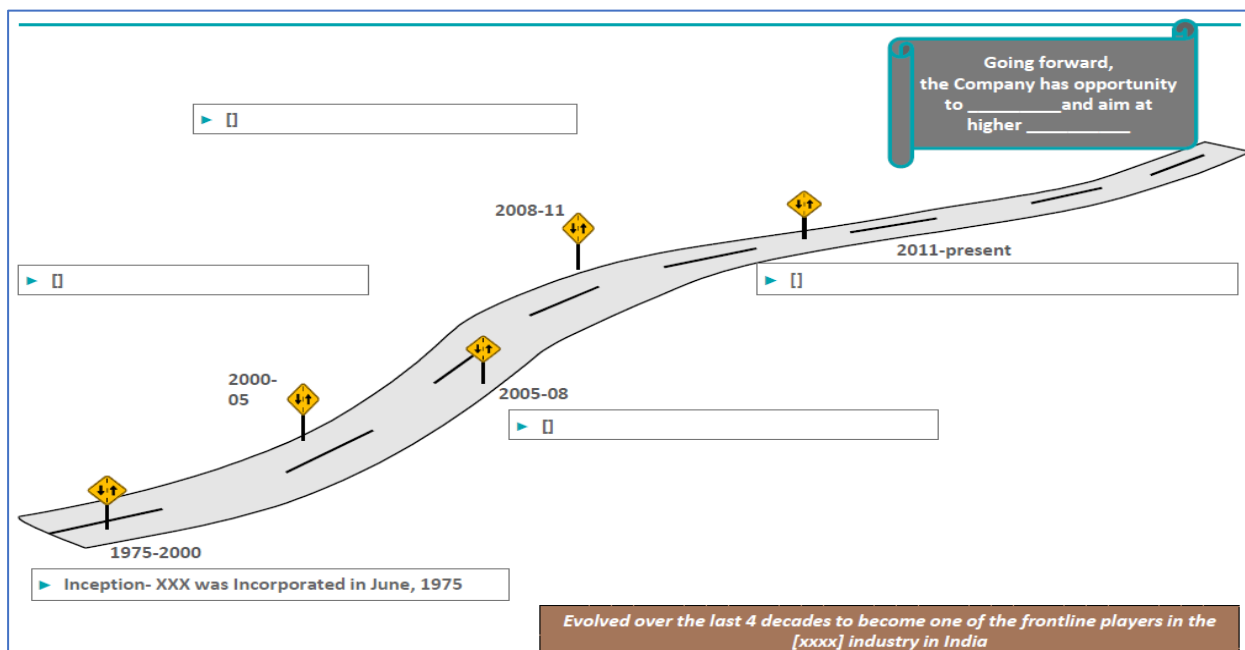 Going forward,
the Company has opportunity
to __________and aim at
higher ___________
► []
2008-11
2011-present
► []
► []
2000-
05
2005-08
► []
1975-2000
► Inception- XXX was Incorporated in June, 1975
Evolved over the last 4 decades to become one of the frontline players in the
[xxxx] industry in India